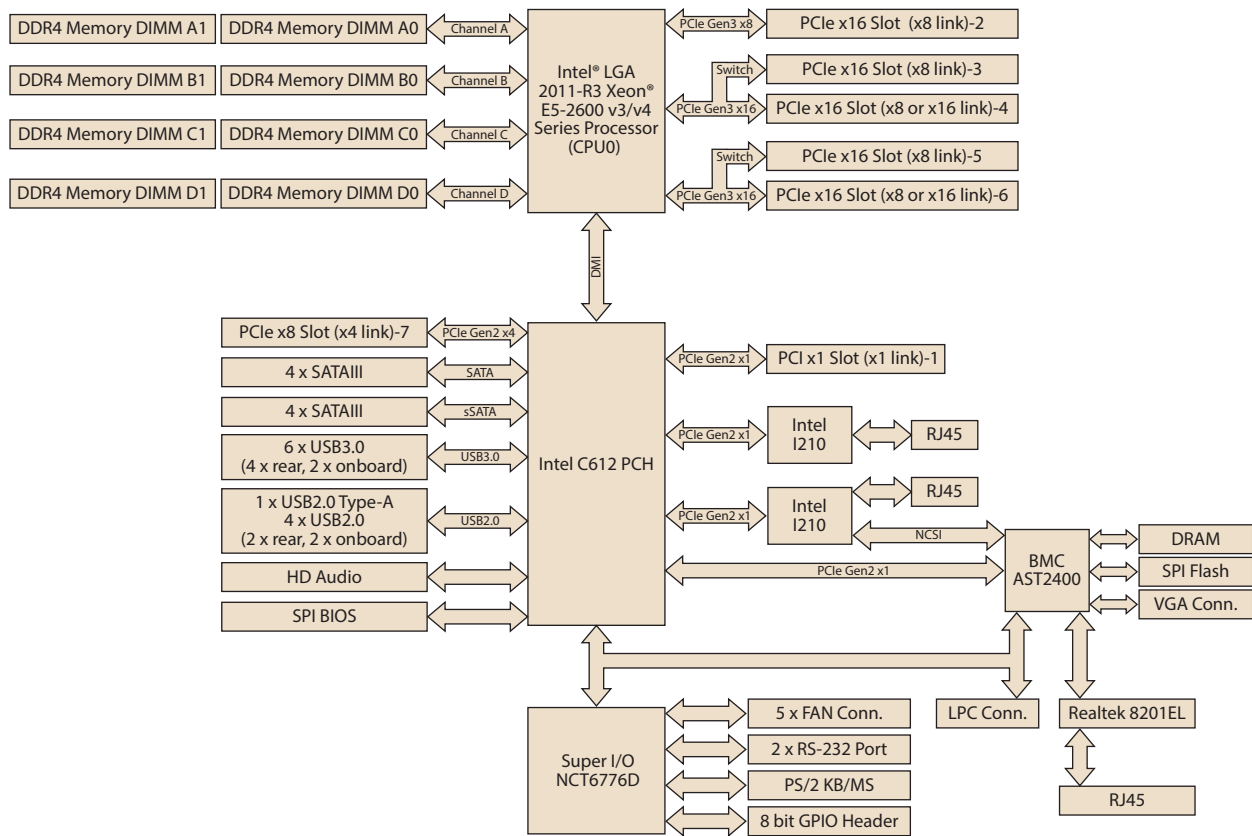 DDR4 Memory DIMM A1
DDR4 Memory DIMM A0
Channel A
DDR4 Memory DIMM B1
DDR4 Memory DIMM B0
Channel B
DDR4 Memory DIMM C1
DDR4 Memory DIMM C0
Channel C
DDR4 Memory DIMM D1
DDR4 Memory DIMM D0
Channel D
Intel® LGA
2011-R3 Xeon®
E5-2600 v3/v4
Series Processor
(CPU0)
PCIe Gen3 x8
PCIe x16 Slot (x8 link)-2
Switch
PCIe x16 Slot (x8 link)-3
PCIe Gen3 x16
PCIe x16 Slot (x8 or x16 link)-4
Switch
PCIe x16 Slot (x8 link)-5
PCIe Gen3 x16
PCIe x16 Slot (x8 or x16 link)-6
DMI
PCIe x8 Slot (x4 link)-7
PCIe Gen2 x4
4 x SATAIII
SATA
4 x SATAIII
sSATA
6 x USB3.0
(4 x rear, 2 x onboard)
USB3.0
1 x USB2.0 Type-A
4 x USB2.0
(2 x rear, 2 x onboard)
USB2.0
HD Audio
SPI BIOS
Intel C612 PCH
PCIe Gen2 x1
PCI x1 Slot (x1 link)-1
PCIe Gen2 x1
Intel
I210
RJ45
PCIe Gen2 x1
Intel
I210
RJ45
NCSI
PCIe Gen2 x1
BMC
AST2400
DRAM
SPI Flash
VGA Conn.
Super I/O
NCT6776D
5 x FAN Conn.
2 x RS-232 Port
PS/2 KB/MS
8 bit GPIO Header
LPC Conn.
Realtek 8201EL
RJ45